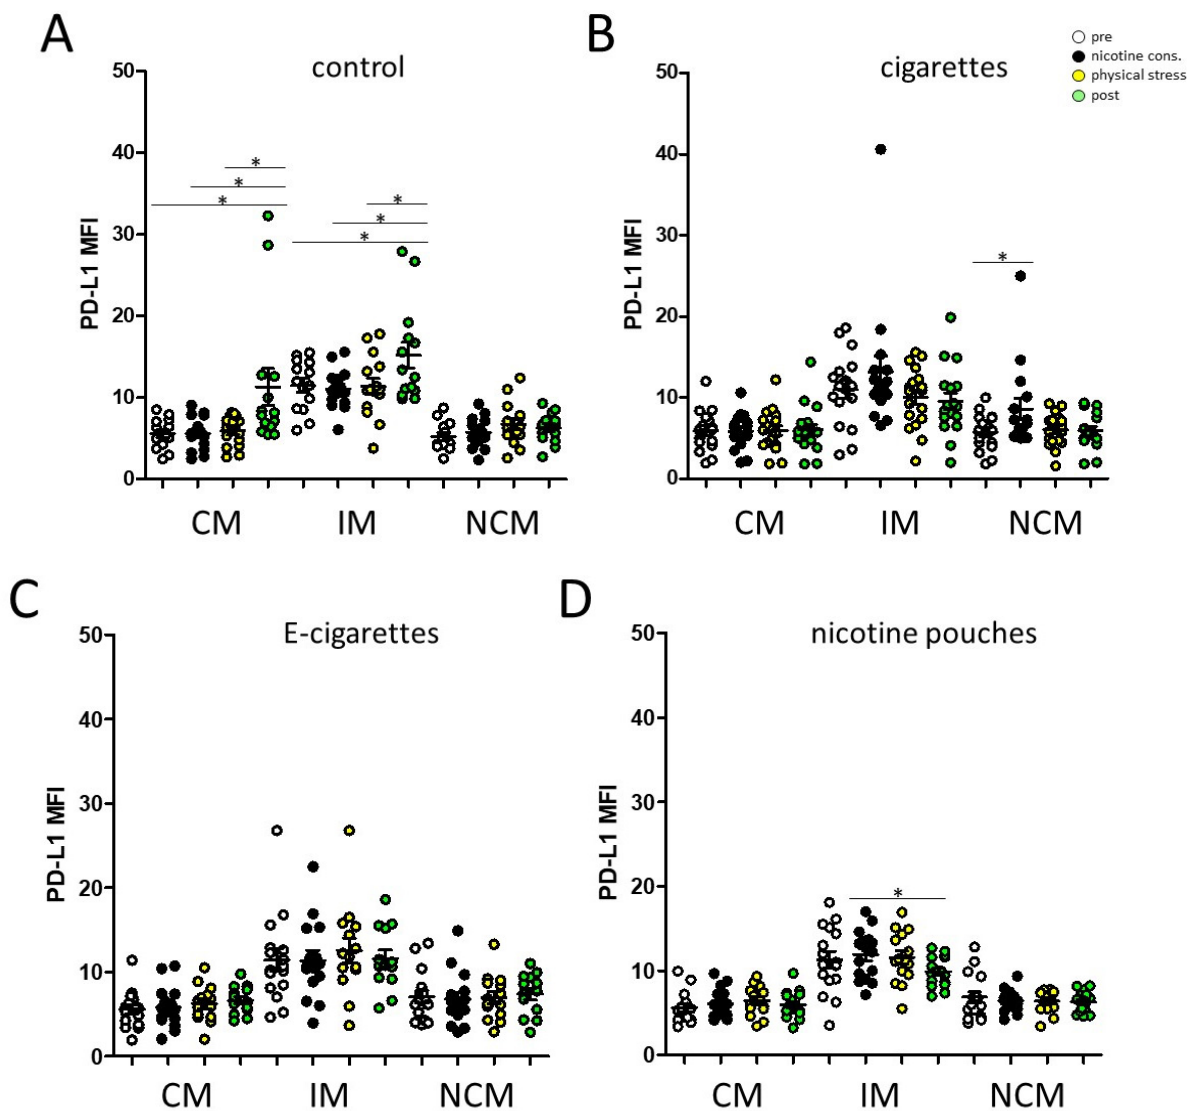 A
control
50
40
30
20
10
0
PD-L1 MFI
*
*
*
*
*
*
CM
IM
NCM
B
cigarettes
pre
nicotine cons.
physical stress
post
50
40
30
20
10
0
PD-L1 MFI
*
CM
IM
NCM
C
E-cigarettes
50
40
30
20
10
0
PD-L1 MFI
CM
IM
NCM
D
nicotine pouches
50
40
30
20
10
0
PD-L1 MFI
*
CM
IM
NCM